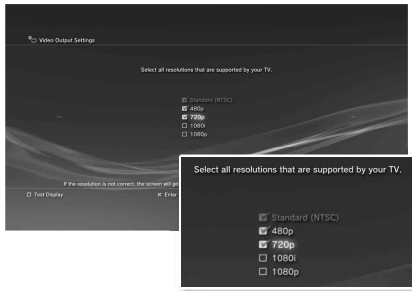 Video Output Settings
Select all resolutions that are supported by your TV.
Standard (NTSC)
480p
720p
1080i
1080p
If the resolution is not correct, the screen will go
Test Display
Enter
Select all resolutions that are supported by your TV.
Standard (NTSC)
480p
720p
1080i
1080p